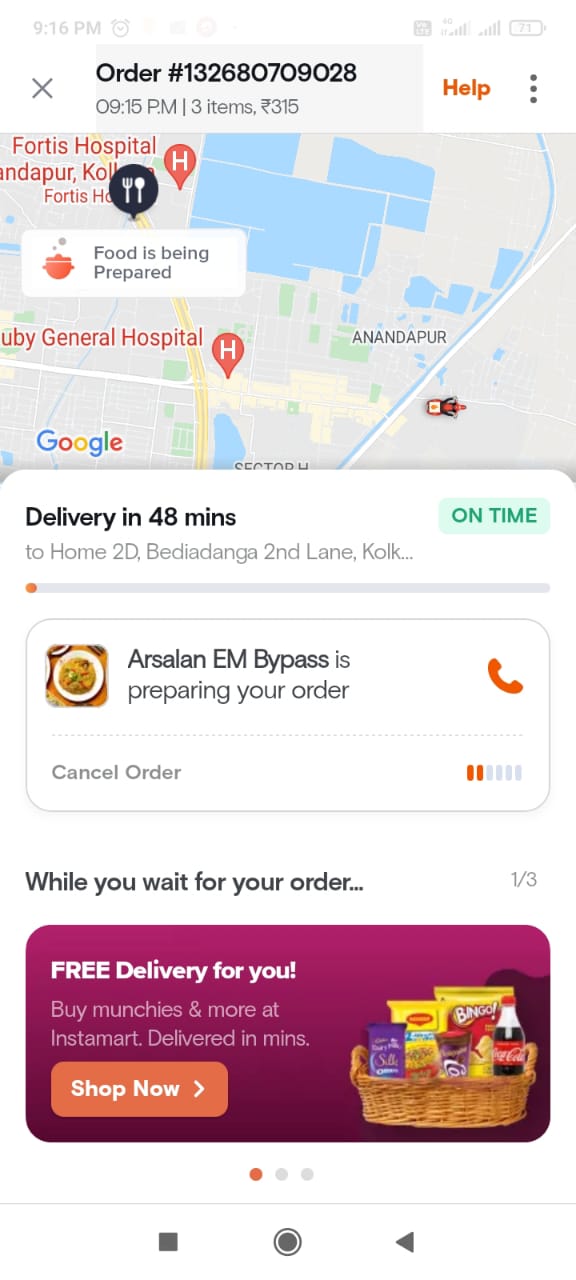 9:16 PM
Vo LTE 4G 71
Order #132680709028
09:15 P.M | 3 items, ₹315
Help
Fortis Hospital
andapur, Kol
Fortis Ho
H
Food is being
Prepared
uby General Hospital
H
ANANDAPUR
Google
SECTOR H
Delivery in 48 mins
ON TIME
to Home 2D, Bediadanga 2nd Lane, Kolk...
Arsalan EM Bypass is
preparing your order
Cancel Order
While you wait for your order...
1/3
FREE Delivery for you!
Buy munchies & more at
Instamart. Delivered in mins.
Shop Now
BINGO!
Dairy Milk
Silk
Coca-Cola